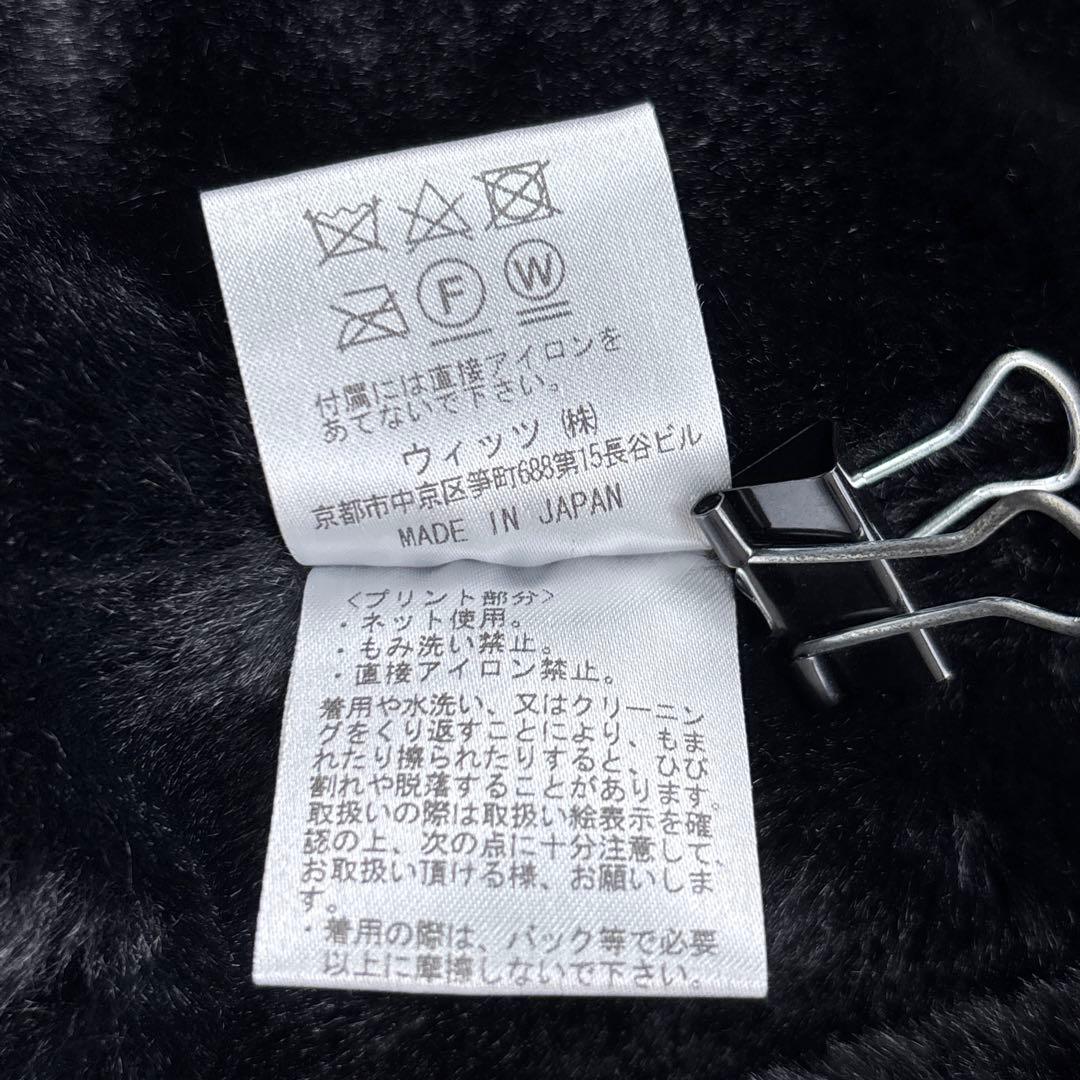 F W
付属には直接アイロンを
あてないで下さい。
ウィッツ（株）
京都市中京区笋町688第15長谷ビル
MADE IN JAPAN
＜プリント部分＞
・ネット使用。
・もみ洗い禁止。
・直接アイロン禁止。
着用や水洗い、又はクリーニン
グをくり返すことにより、もま
れたり擦られたりすると、ひび
割れや脱落することがあります。
取扱いの際は取扱い絵表示を確
認の上、次の点に十分注意して、
お取扱い頂ける様、お願いしま
す。
・着用の際は、バック等で必要
以上に摩擦しないで下さい。